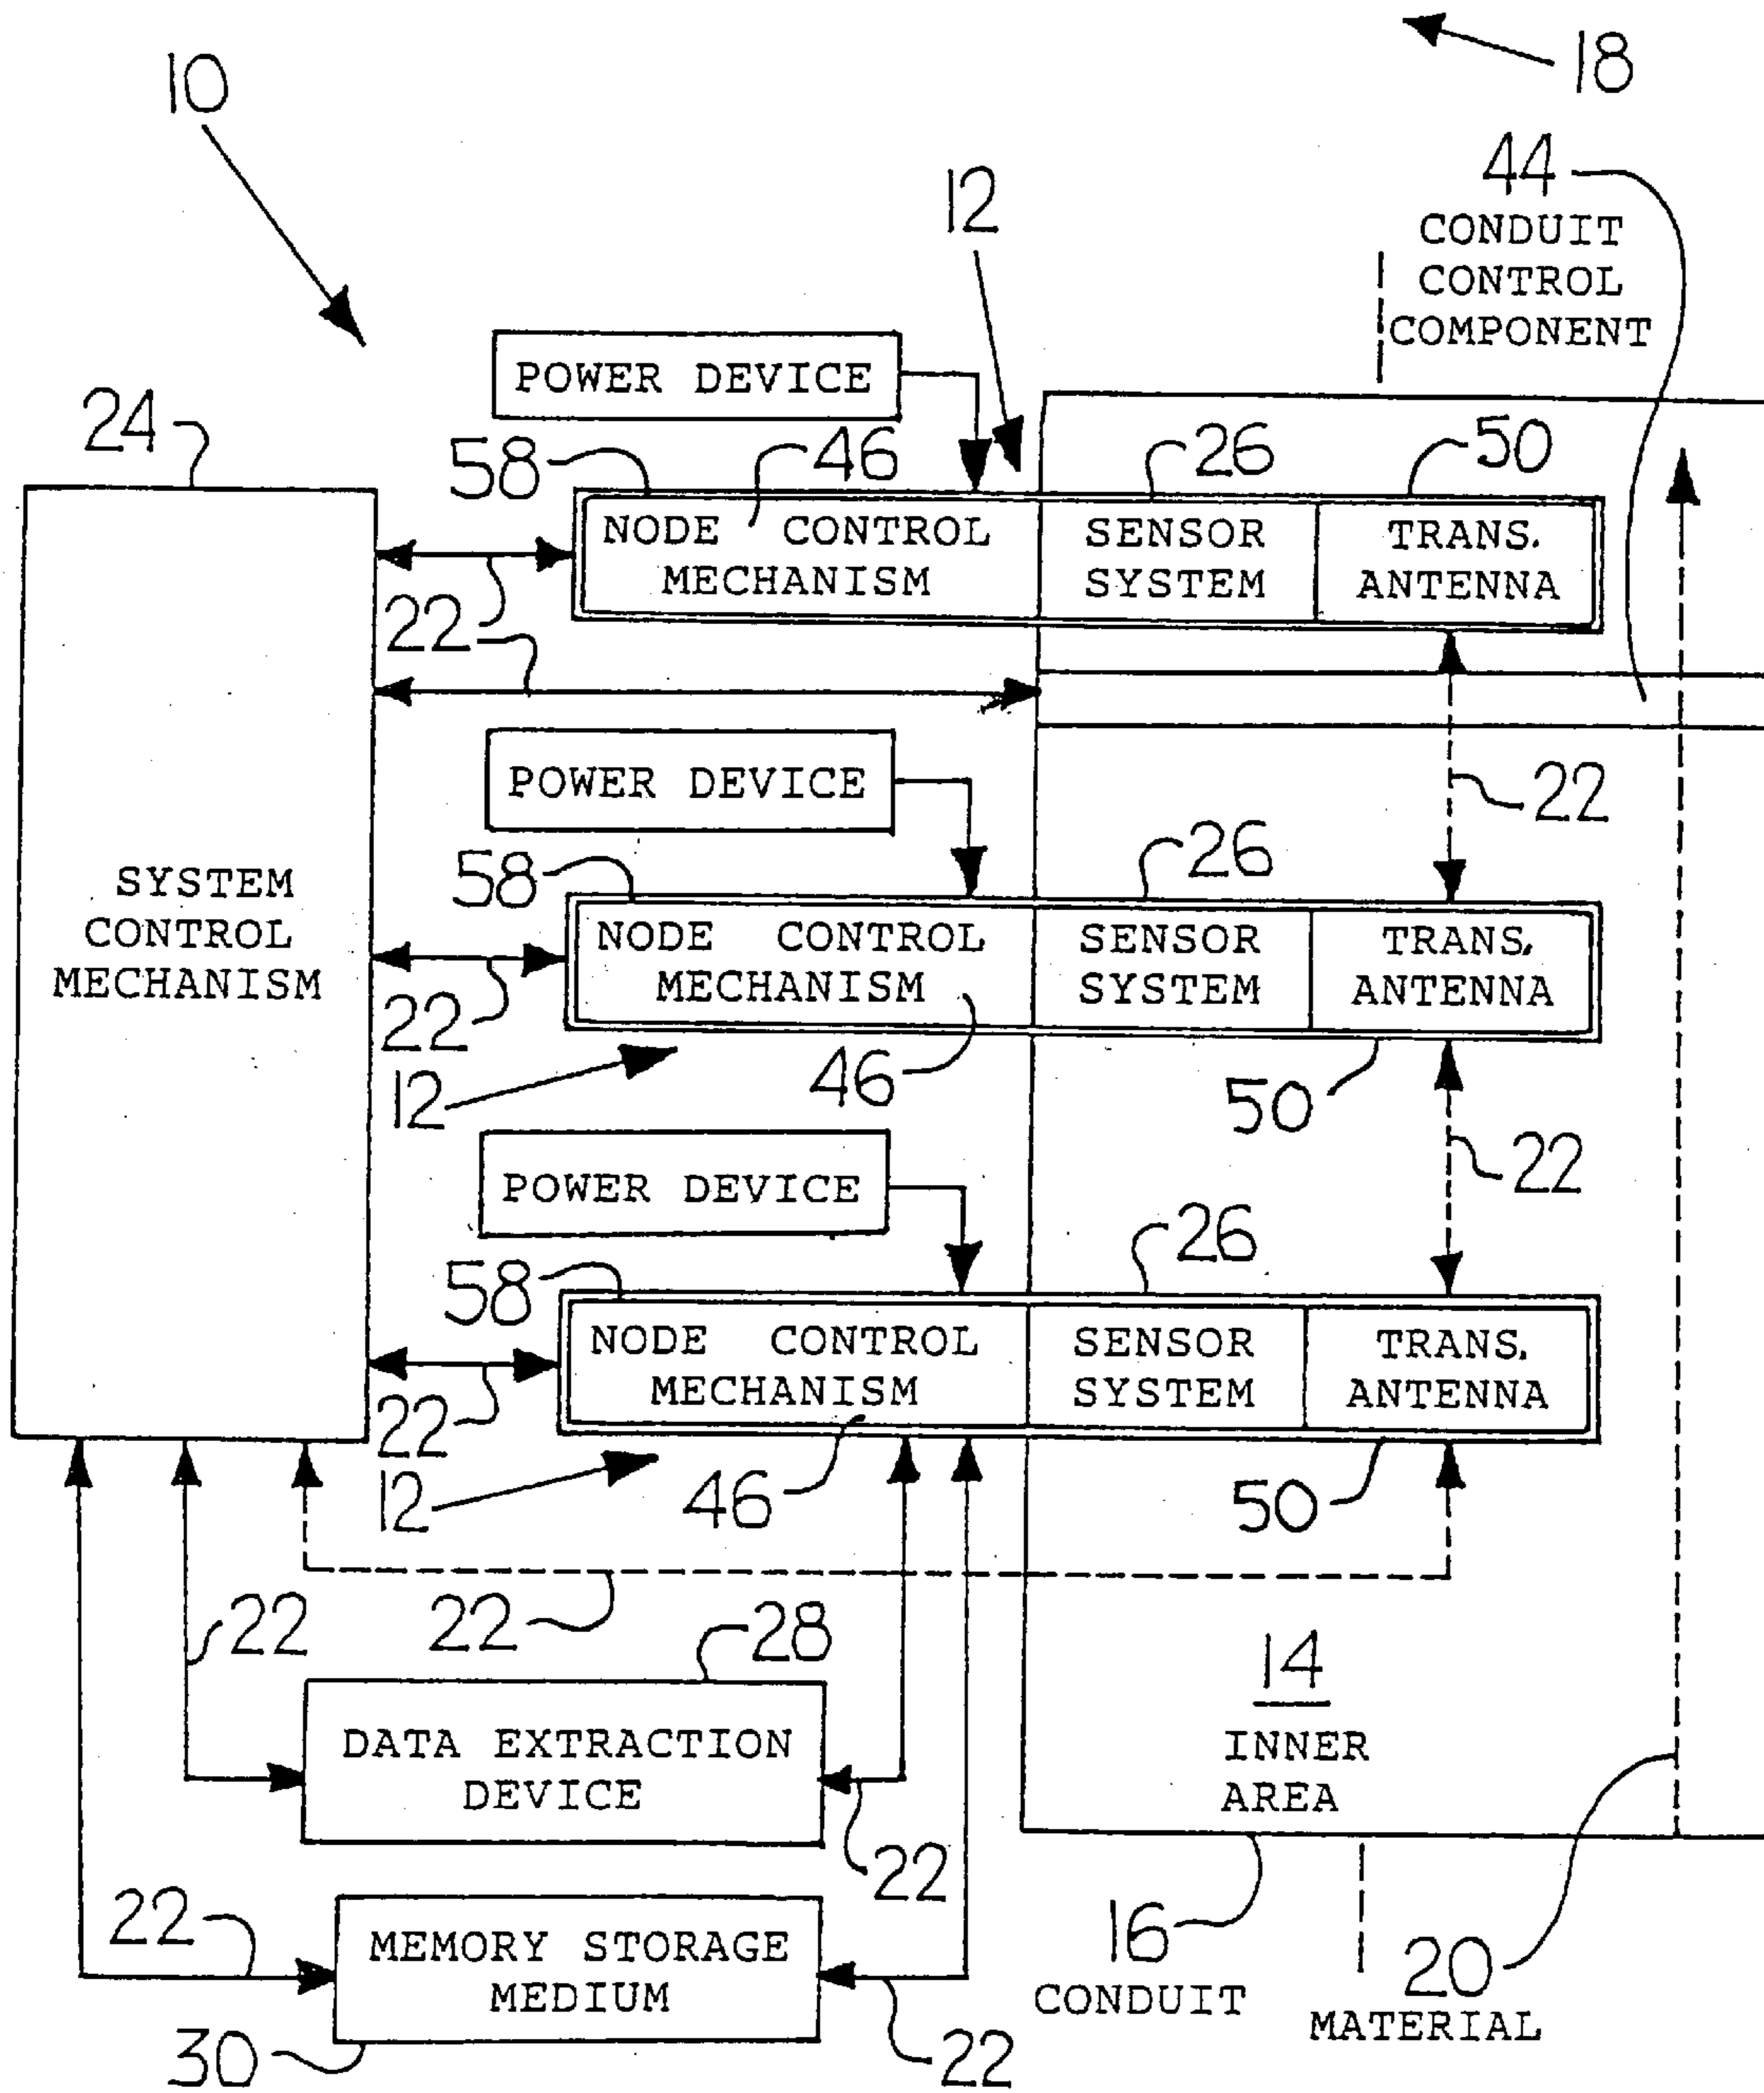 18
10
44
CONDUIT
CONTROL
COMPONENT
12
POWER DEVICE
24
58
46
26
50
NODE CONTROL
MECHANISM
SENSOR
SYSTEM
TRANS.
ANTENNA
22
POWER DEVICE
22
58
26
SYSTEM
CONTROL
MECHANISM
NODE CONTROL
MECHANISM
SENSOR
SYSTEM
TRANS.
ANTENNA
22
12
46
50
22
POWER DEVICE
58
26
NODE CONTROL
MECHANISM
SENSOR
SYSTEM
TRANS.
ANTENNA
22
12
46
50
22
22
28
14
INNER
AREA
DATA EXTRACTION
DEVICE
22
22
MEMORY STORAGE
MEDIUM
30
22
16
CONDUIT
20
MATERIAL